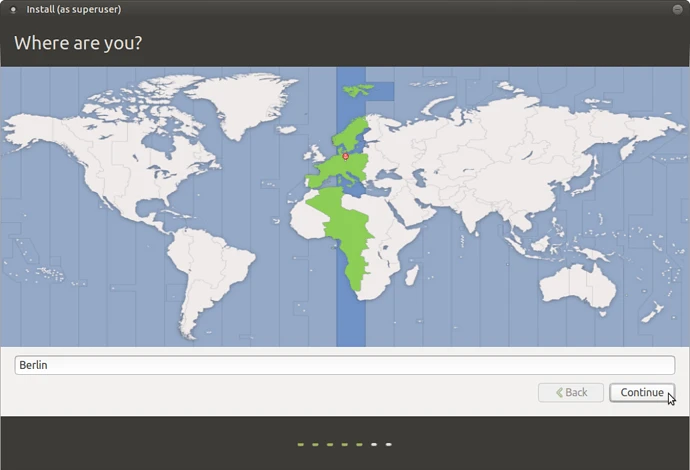 Install (as superuser)
Where are you?
Berlin
Back
Continue